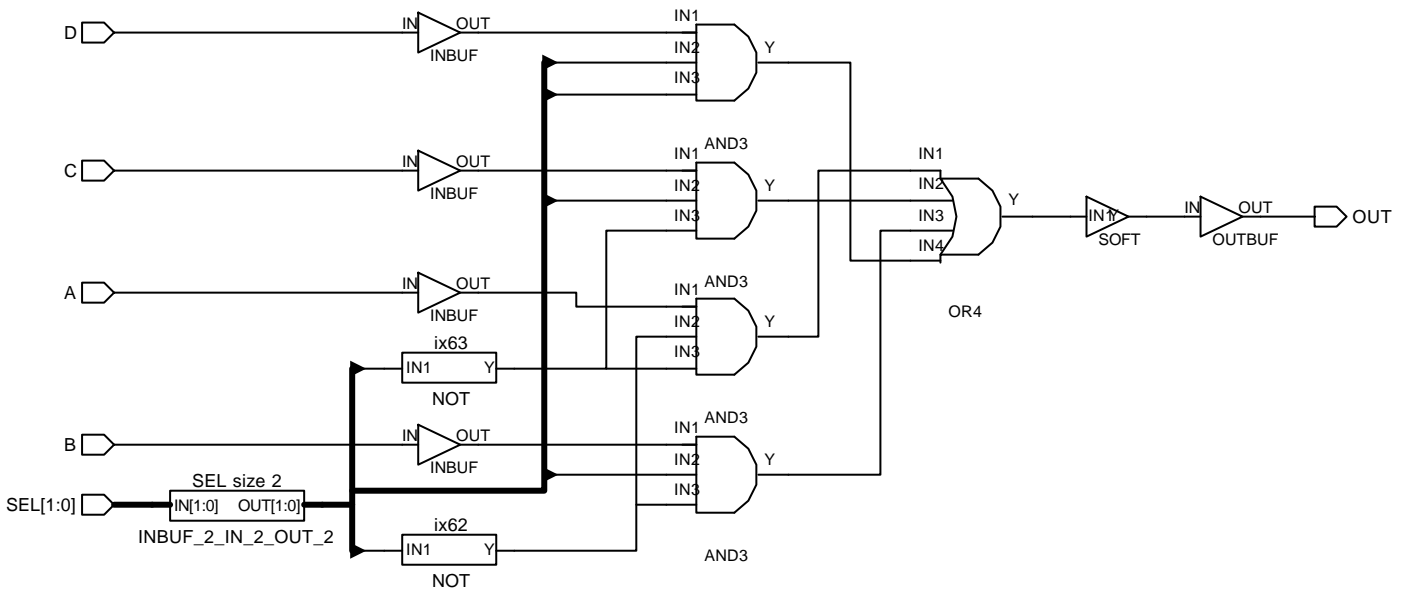 D
IN OUT
INBUF
IN1
IN2
IN3
Y
AND3
C
IN OUT
INBUF
IN1
IN2
IN3
Y
AND3
A
IN OUT
INBUF
IN1
IN2
IN3
Y
AND3
IN1
IN2
IN3
IN4
Y
OR4
IN1 Y
SOFT
IN OUT
OUTBUF
OUT
ix63
IN1 Y
NOT
B
IN OUT
INBUF
IN1
IN2
IN3
Y
AND3
SEL size 2
SEL[1:0]
IN[1:0] OUT[1:0]
INBUF_2_IN_2_OUT_2
ix62
IN1 Y
NOT